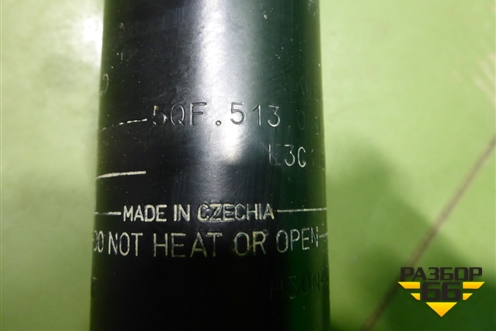 5QF.513
MADE IN CZECHIA
DO NOT HEAT OR OPEN
РАЗБОР
66